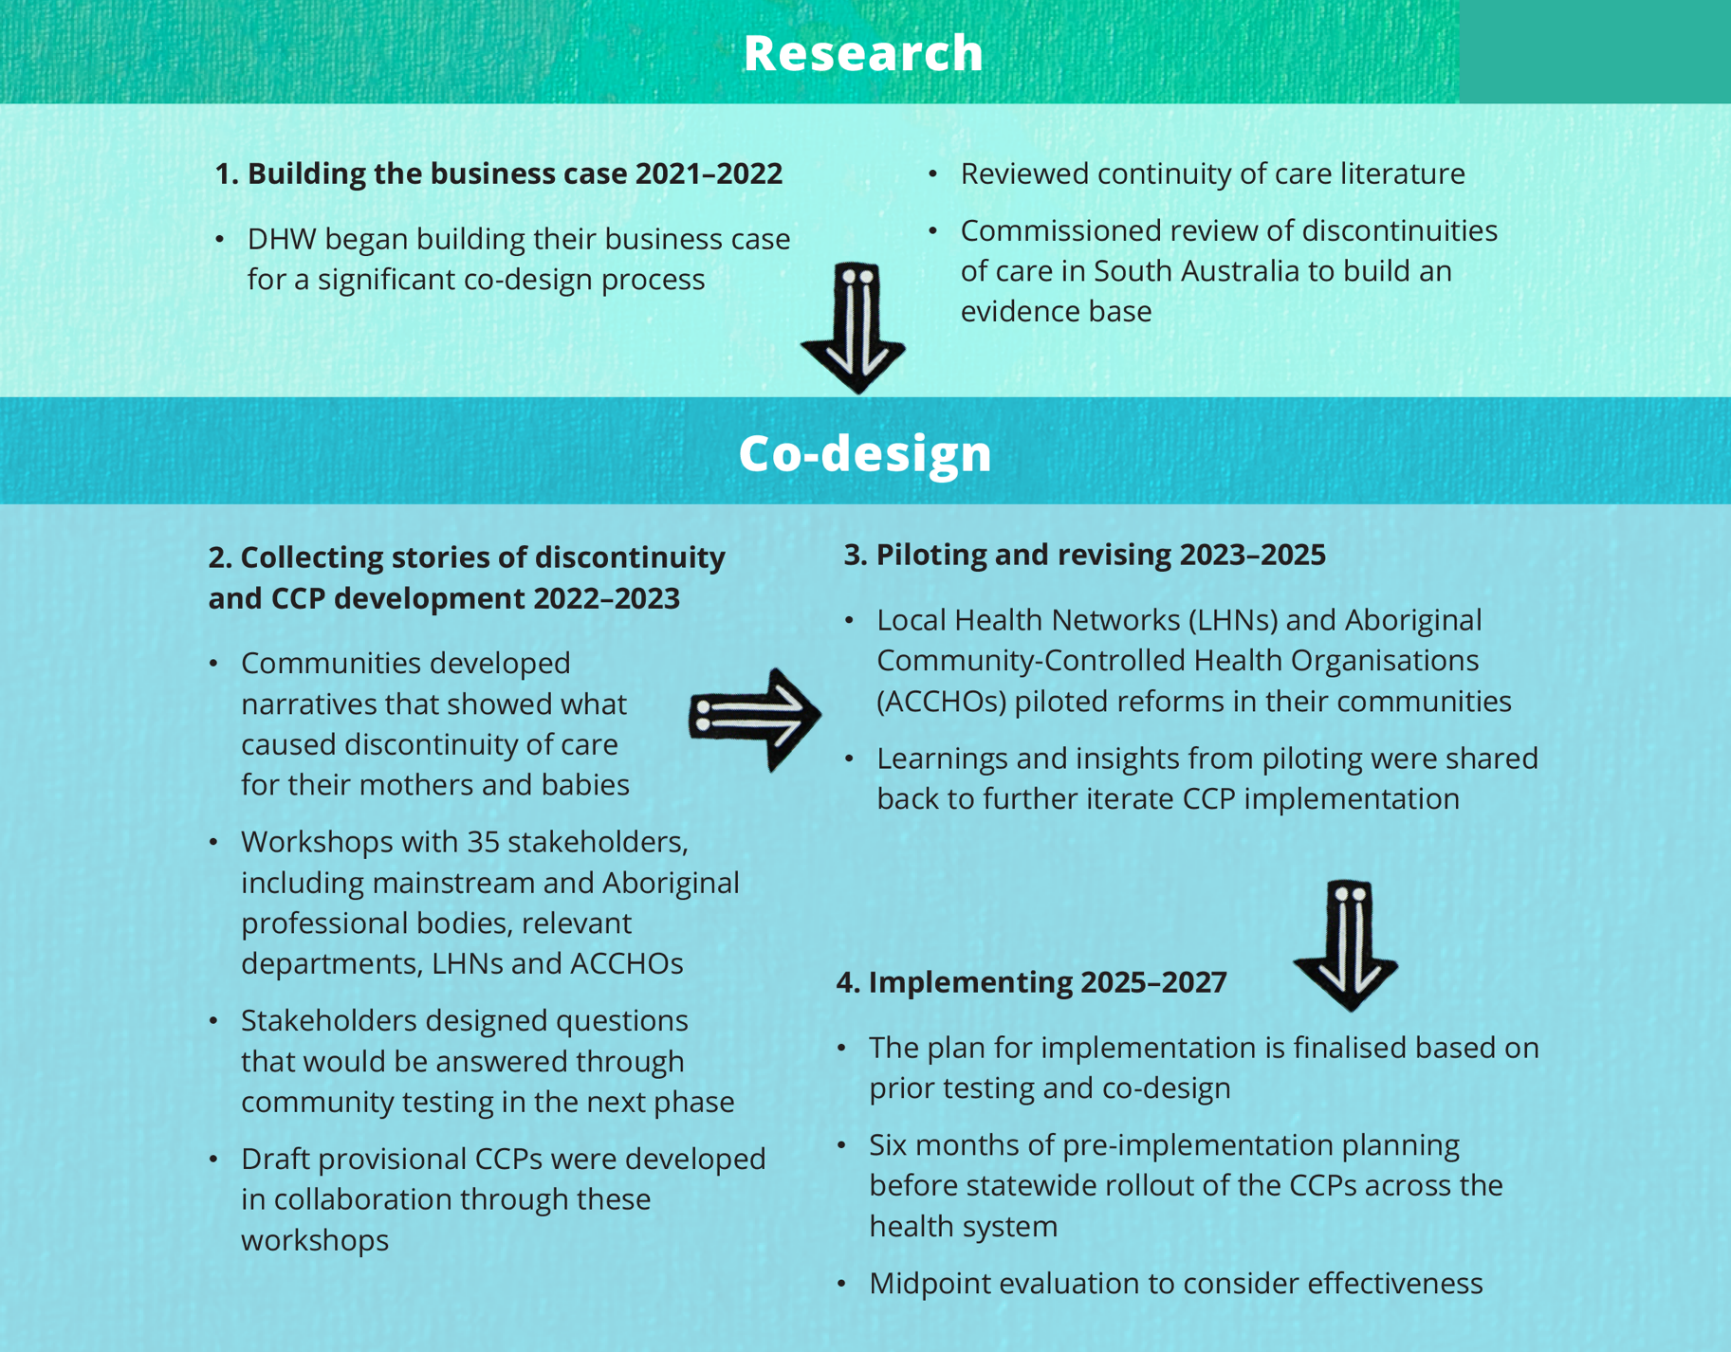 Research
1. Building the business case 2021–2022
• DHW began building their business case
for a significant co-design process
• Reviewed continuity of care literature
• Commissioned review of discontinuities
of care in South Australia to build an
evidence base
Co-design
2. Collecting stories of discontinuity
and CCP development 2022–2023
• Communities developed
narratives that showed what
caused discontinuity of care
for their mothers and babies
• Workshops with 35 stakeholders,
including mainstream and Aboriginal
professional bodies, relevant
departments, LHNs and ACCHOs
• Stakeholders designed questions
that would be answered through
community testing in the next phase
• Draft provisional CCPs were developed
in collaboration through these
workshops
3. Piloting and revising 2023–2025
• Local Health Networks (LHNs) and Aboriginal
Community-Controlled Health Organisations
(ACCHOs) piloted reforms in their communities
• Learnings and insights from piloting were shared
back to further iterate CCP implementation
4. Implementing 2025–2027
• The plan for implementation is finalised based on
prior testing and co-design
• Six months of pre-implementation planning
before statewide rollout of the CCPs across the
health system
• Midpoint evaluation to consider effectiveness